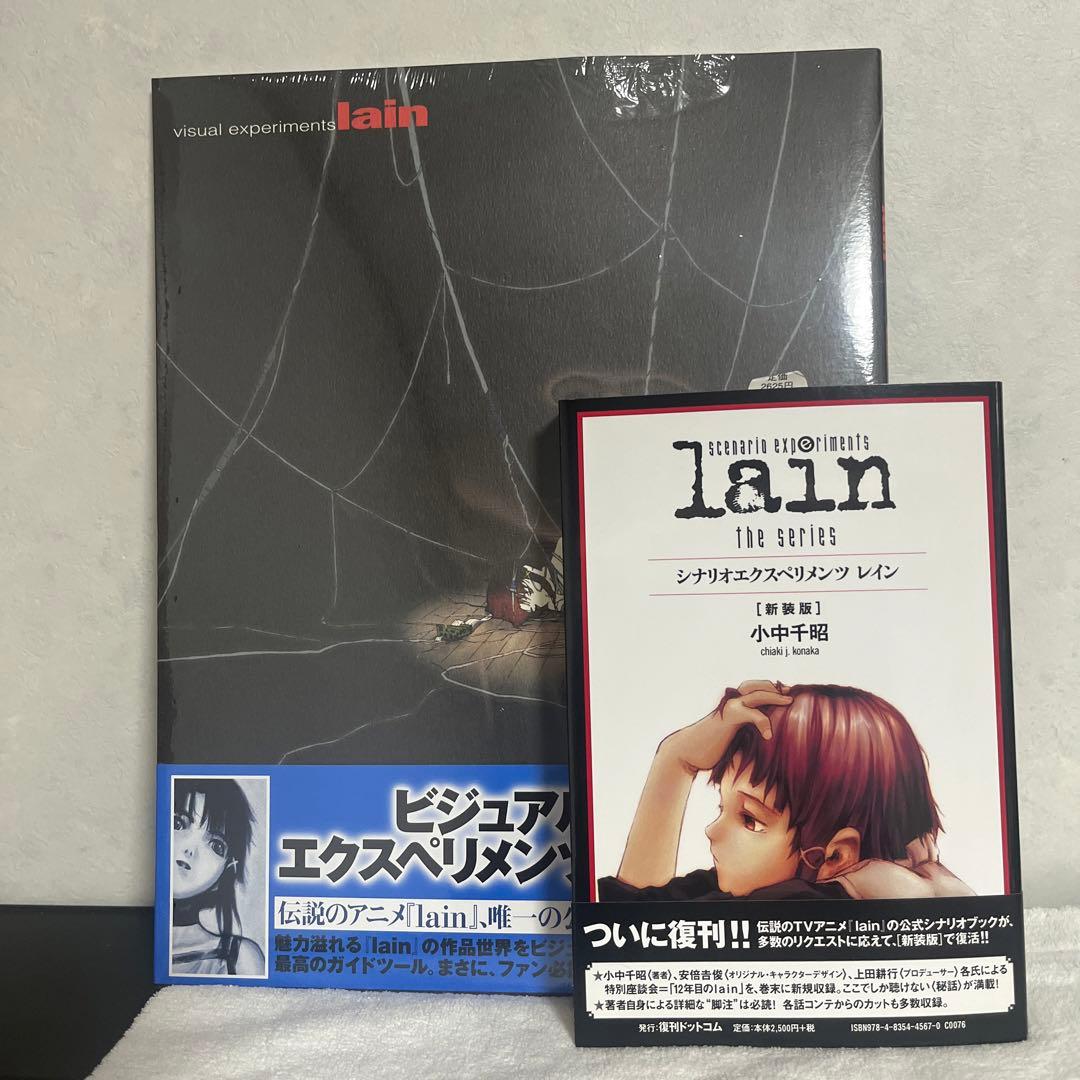 visual experiments lain
定価
2625円
ビジュアル
エクスペリメンツ
伝説のアニメ『lain』、唯一の
魅力溢れる『lain』の作品世界をビジ
最高のガイドツール。まさに、ファン必
scenario experiments
lain
the series
シナリオエクスペリメンツ レイン
[新装版]
小中千昭
chiaki j. konaka
ついに復刊!!
伝説のTVアニメ『lain』の公式シナリオブックが、
多数のリクエストに応えて、[新装版]で復活!!
★小中千昭〈著者〉、安倍吉俊〈オリジナル・キャラクターデザイン〉、上田耕行〈プロデューサー〉各氏による
特別座談会=「12年目のlain」を、巻末に新規収録。ここでしか聴けない〈秘話〉が満載!
★著者自身による詳細な“脚注”は必読! 各話コンテからのカットも多数収録。
発行:復刊ドットコム 定価:本体2,500円+税 ISBN978-4-8354-4567-0 C0076